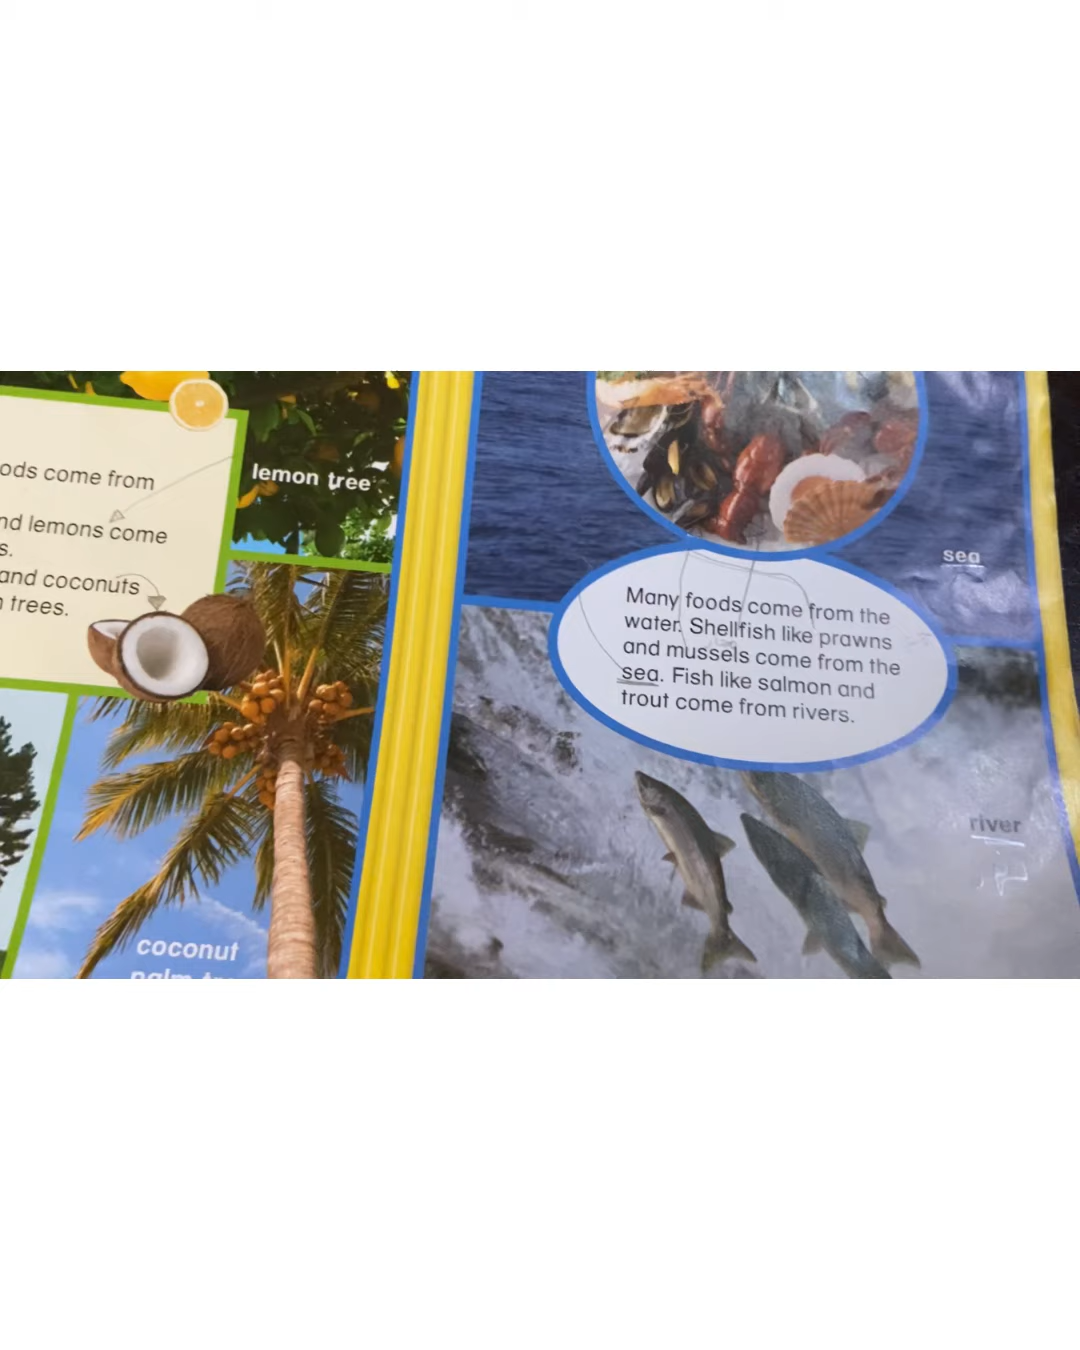 ods come from
nd lemons come
s.
and coconuts
trees.
lemon tree
coconut
palm
sea
Many foods come from the
water. Shellfish like prawns
and mussels come from the
sea. Fish like salmon and
trout come from rivers.
river